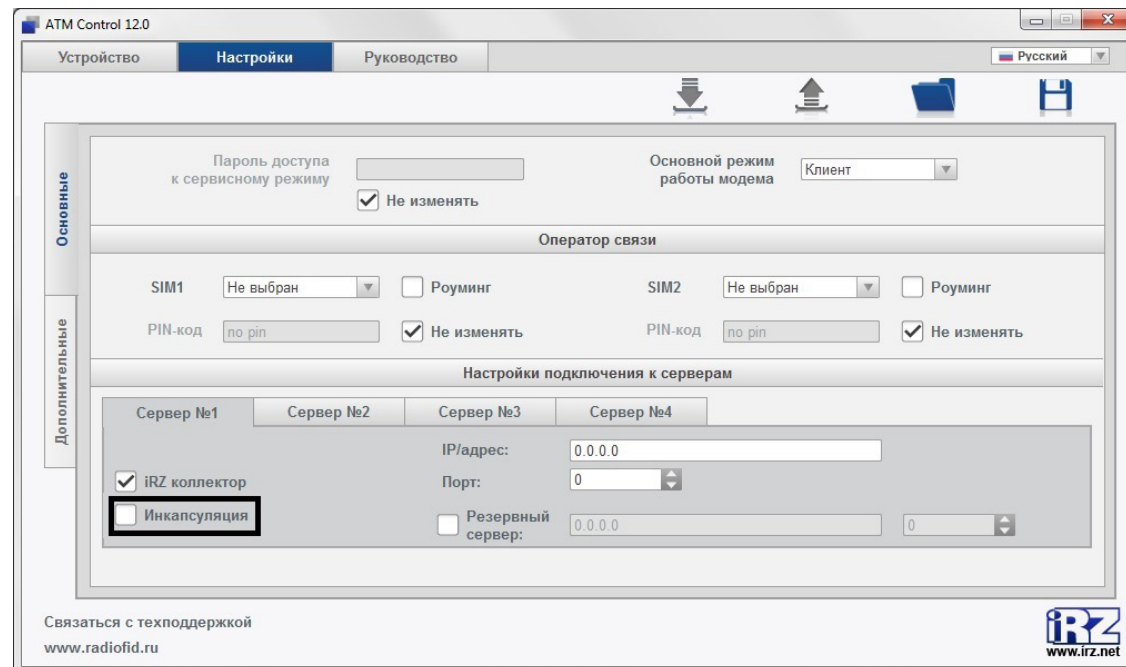 ATM Control 12.0
Устройство Настройки Руководство Русский
Пароль доступа
к сервисному режиму
Не изменять
Основной режим
работы модема
Клиент
Оператор связи
SIM1 Не выбран Роуминг SIM2 Не выбран Роуминг
PIN-код no pin Не изменять PIN-код no pin Не изменять
Настройки подключения к серверам
Сервер №1 Сервер №2 Сервер №3 Сервер №4
IP/адрес: 0.0.0.0
iRZ коллектор Порт: 0
Инкапсуляция
Резервный
сервер:
0.0.0.0 0
Основные
Дополнительные
Связаться с техподдержкой
www.radiofid.ru
iRZ
www.irz.net